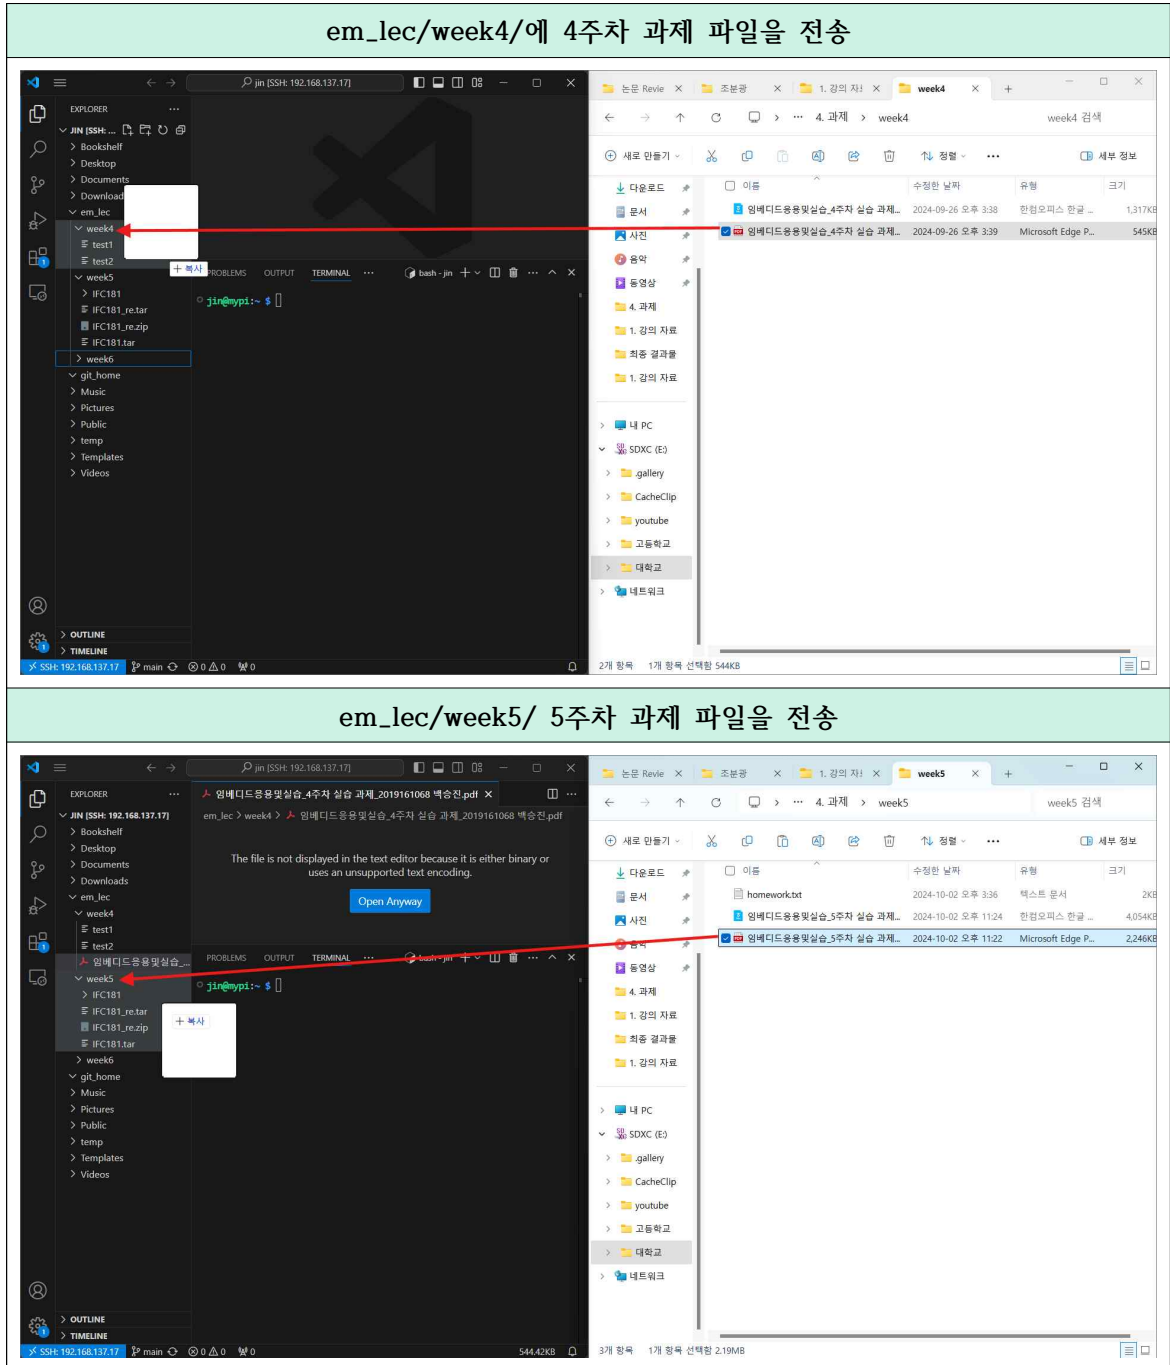 em_lec/week4/에 4주차 과제 파일을 전송
jin [SSH: 192.168.137.17]
EXPLORER
JIN [SSH: ...
Bookshelf
Desktop
Documents
Download
em_lec
week4
test1
test2
week5
IFC181
IFC181_re.tar
IFC181_re.zip
IFC181.tar
week6
git_home
Music
Pictures
Public
temp
Templates
Videos
OUTLINE
TIMELINE
복사
PROBLEMS OUTPUT TERMINAL ... bash - jin
jin@mypi:~ $
SSH: 192.168.137.17 main 0 0 0
논문 Revie 조분광 1. 강의 자료 week4
... 4. 과제 > week4 week4 검색
새로 만들기 정렬 ... 세부 정보
이름 수정한 날짜 유형 크기
임베디드응용및실습_4주차 실습 과제... 2024-09-26 오후 3:38 한컴오피스 한글 ... 1,317KB
임베디드응용및실습_4주차 실습 과제... 2024-09-26 오후 3:39 Microsoft Edge P... 545KB
다운로드
문서
사진
음악
동영상
4. 과제
1. 강의 자료
최종 결과물
1. 강의 자료
내 PC
SDXC (E:)
.gallery
CacheClip
youtube
고등학교
대학교
네트워크
2개 항목 1개 항목 선택함 544KB
em_lec/week5/ 5주차 과제 파일을 전송
jin [SSH: 192.168.137.17]
EXPLORER
JIN [SSH: 192.168.137.17]
Bookshelf
Desktop
Documents
Downloads
em_lec
week4
test1
test2
임베디드응용및실습_...
week5
IFC181
IFC181_re.tar
IFC181_re.zip
IFC181.tar
week6
git_home
Music
Pictures
Public
temp
Templates
Videos
OUTLINE
TIMELINE
복사
임베디드응용및실습_4주차 실습 과제_2019161068 백승진.pdf
em_lec > week4 > 임베디드응용및실습_4주차 실습 과제_2019161068 백승진.pdf
The file is not displayed in the text editor because it is either binary or
uses an unsupported text encoding.
Open Anyway
PROBLEMS OUTPUT TERMINAL ... bash - jin
jin@mypi:~ $
SSH: 192.168.137.17 main 0 0 0 544.42KB
논문 Revie 조분광 1. 강의 자료 week5
... 4. 과제 > week5 week5 검색
새로 만들기 정렬 ... 세부 정보
이름 수정한 날짜 유형 크기
homework.txt 2024-10-02 오후 3:36 텍스트 문서 2KB
임베디드응용및실습_5주차 실습 과제... 2024-10-02 오후 11:24 한컴오피스 한글 ... 4,054KB
임베디드응용및실습_5주차 실습 과제... 2024-10-02 오후 11:22 Microsoft Edge P... 2,246KB
다운로드
문서
사진
음악
동영상
4. 과제
1. 강의 자료
최종 결과물
1. 강의 자료
내 PC
SDXC (E:)
.gallery
CacheClip
youtube
고등학교
대학교
네트워크
3개 항목 1개 항목 선택함 2.19MB